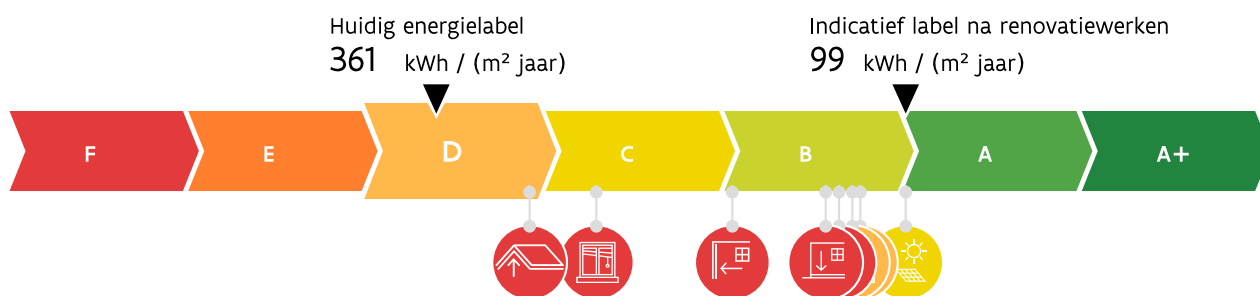 Huidig energielabel
361 kWh / (m² jaar)
Indicatief label na renovatiewerken
99 kWh / (m² jaar)
F E D C B A A+